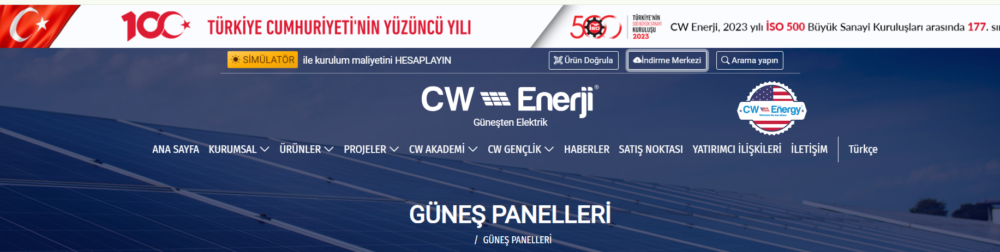 100 TÜRKİYE CUMHURİYETİ'NİN YÜZÜNCÜ YILI
500 İSO
TÜRKİYE'NİN
500 BÜYÜK SANAYİ
KURULUŞU
2023
CW Enerji, 2023 yılı İSO 500 Büyük Sanayi Kuruluşları arasında 177.
SİMÜLATÖR ile kurulum maliyetini HESAPLAYIN
Ürün Doğrula
İndirme Merkezi
Arama yapın
CW Enerji®
Güneşten Elektrik
CW Energy
ANA SAYFA KURUMSAL ÜRÜNLER PROJELER CW AKADEMİ CW GENÇLİK HABERLER SATIŞ NOKTASI YATIRIMCI İLİŞKİLERİ İLETİŞİM Türkçe
GÜNEŞ PANELLERİ
/ GÜNEŞ PANELLERİ